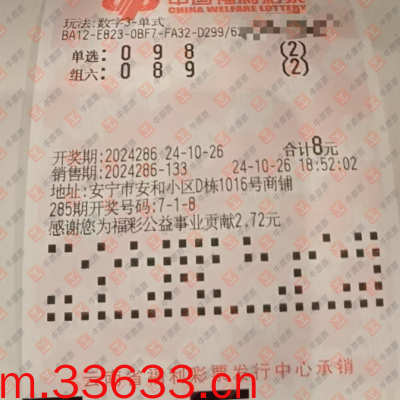 中国福利彩票
CHINA WELFARE LOTTERY
玩法:数字3-单式
BA12-E823-0BF7-FA32-D299/6
单选: 0 9 8 (2)
组六: 0 8 9 (2)
开奖期:2024286 24-10-26 合计8元
销售期:2024286-133 24-10-26 18:52:02
地址:安宁市安和小区D栋1016号商铺
285期开奖号码:7-1-8
感谢您为福彩公益事业贡献2.72元
云南省福利彩票发行中心承销
m.33633.cn